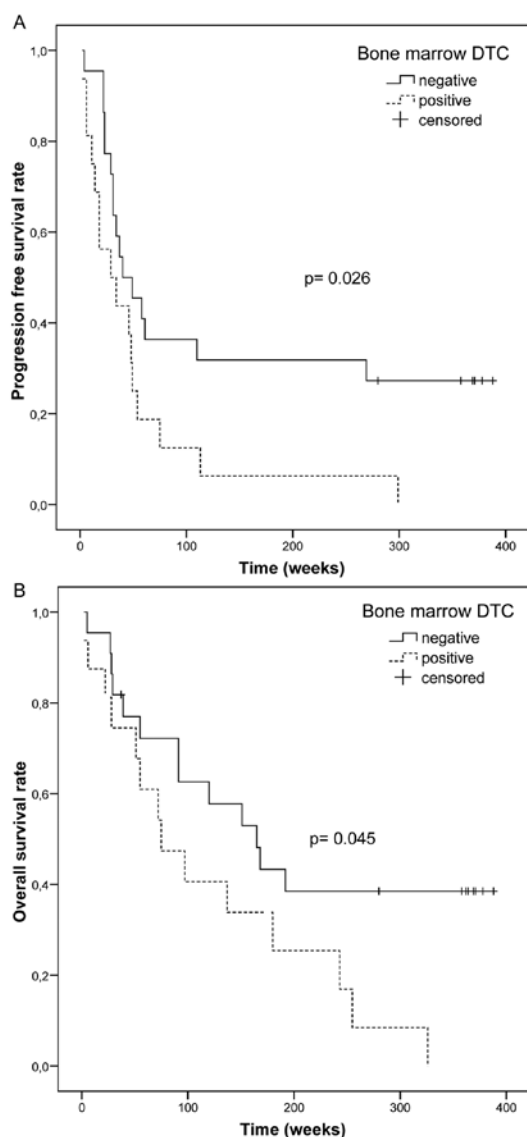 A
Bone marrow DTC
negative
positive
censored
p= 0.026
Progression free survival rate
1,0
0,8
0,6
0,4
0,2
0,0
0
100
200
300
400
Time (weeks)
B
Bone marrow DTC
negative
positive
censored
p= 0.045
Overall survival rate
1,0
0,8
0,6
0,4
0,2
0,0
0
100
200
300
400
Time (weeks)